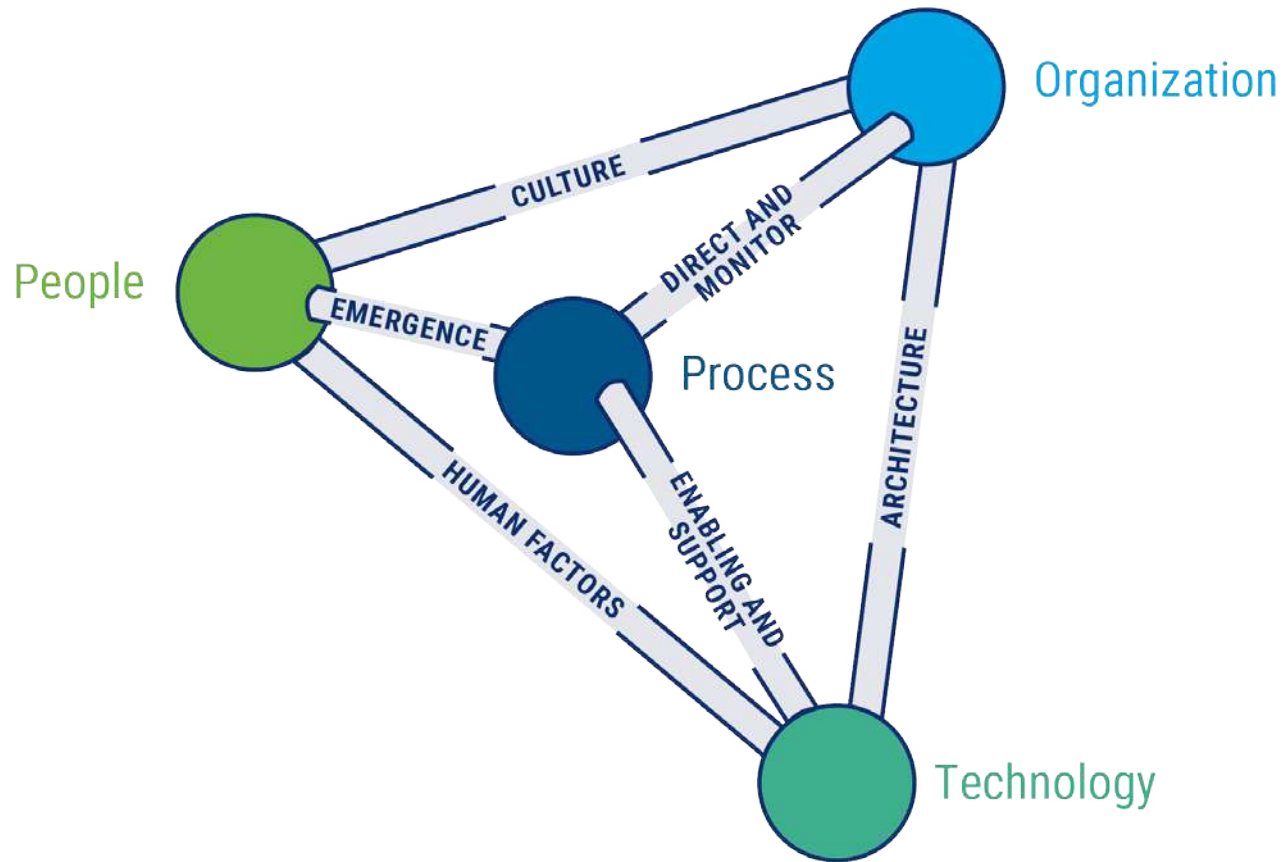 Organization
CULTURE
DIRECT AND
MONITOR
People
EMERGENCE
Process
ARCHITECTURE
HUMAN FACTORS
ENABLING AND
SUPPORT
Technology